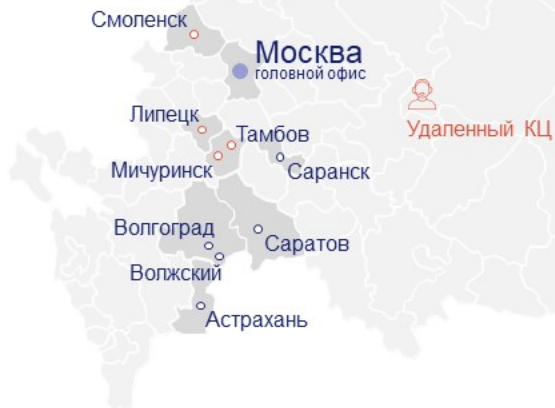 Смоленск
Москва
головной офис
Липецк
Тамбов
Удаленный КЦ
Мичуринск
Саранск
Волгоград
Саратов
Волжский
Астрахань